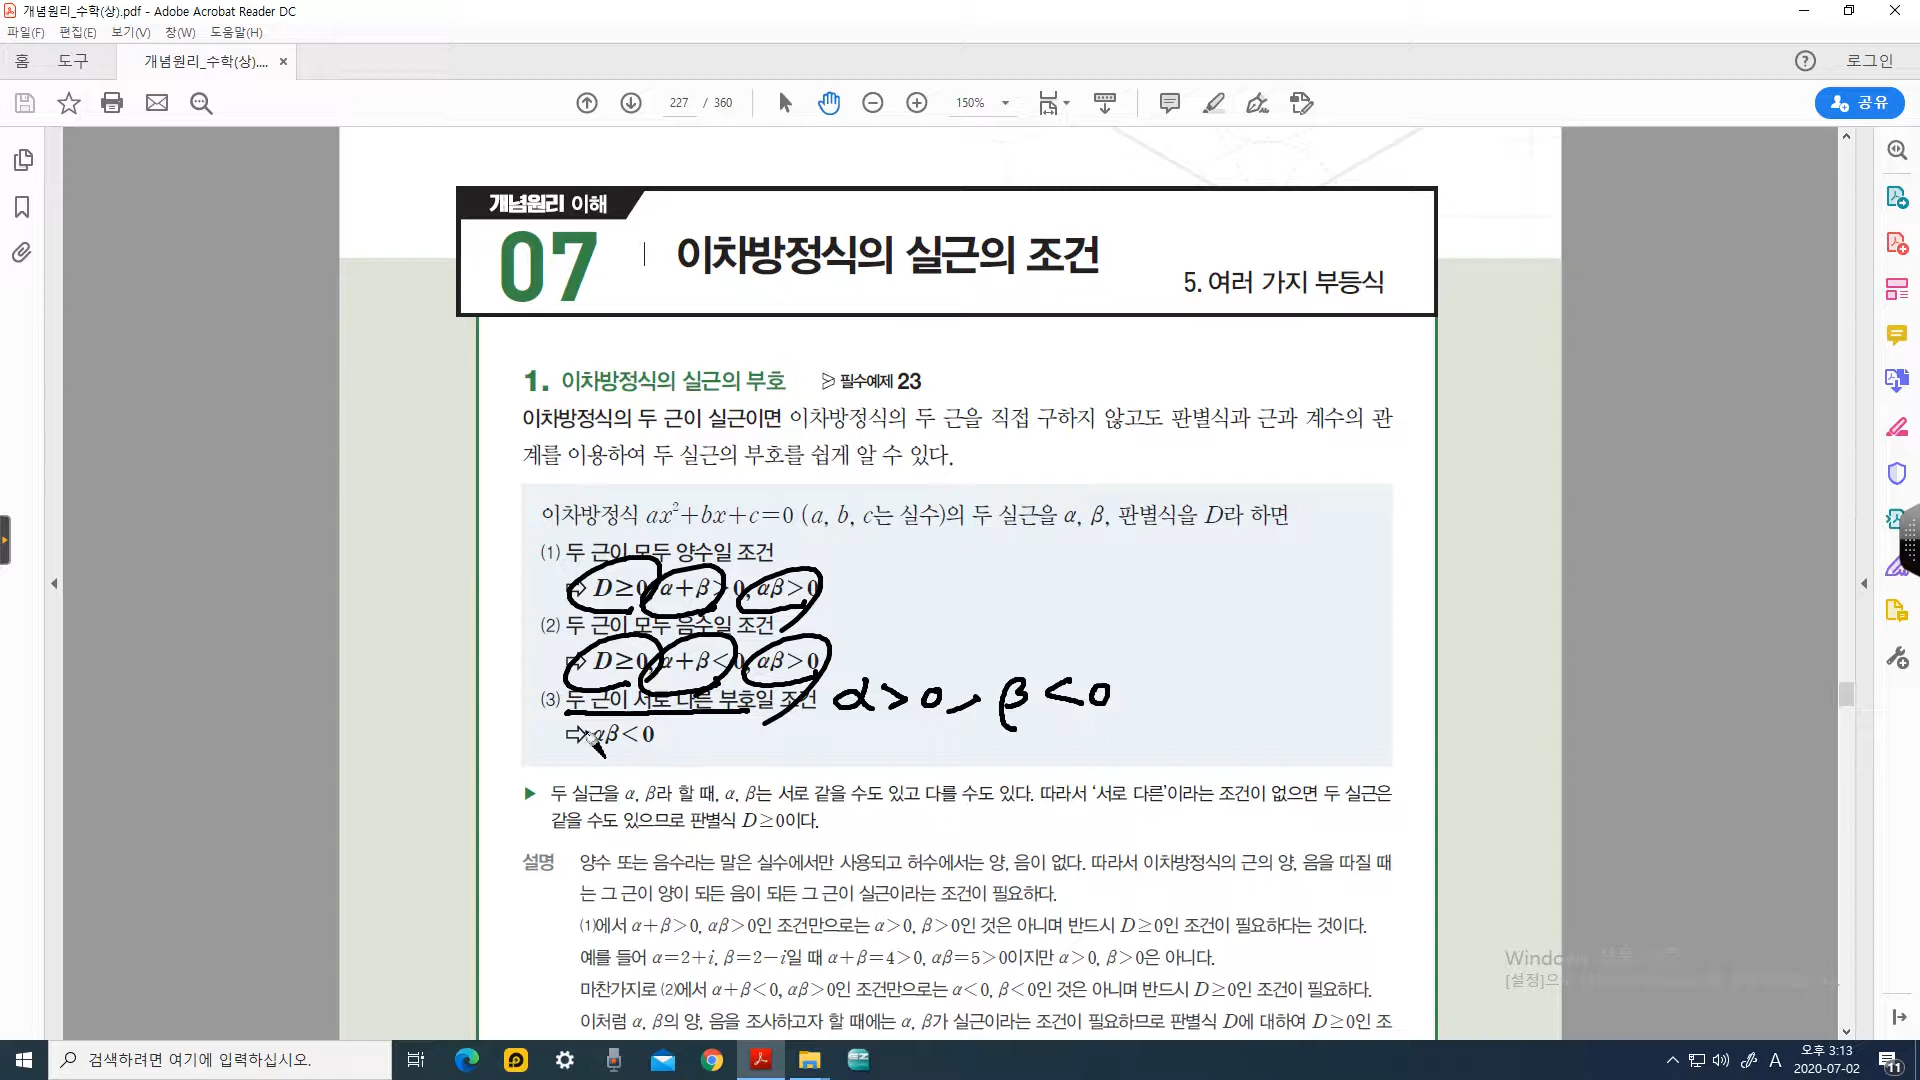 개념원리_수학(상).pdf - Adobe Acrobat Reader DC
파일(F) 편집(E) 보기(V) 창(W) 도움말(H)
홈 도구 개념원리_수학(상).... × 로그인
227 / 360 150% 공유
개념원리 이해
07 이차방정식의 실근의 조건
5. 여러 가지 부등식
1. 이차방정식의 실근의 부호 필수예제 23
이차방정식의 두 근이 실근이면 이차방정식의 두 근을 직접 구하지 않고도 판별식과 근과 계수의 관
계를 이용하여 두 실근의 부호를 쉽게 알 수 있다.
이차방정식 ax²+bx+c=0 (a, b, c는 실수)의 두 실근을 α, β, 판별식을 D라 하면
(1) 두 근이 모두 양수일 조건
⇨ D≥0, α+β>0, αβ>0
(2) 두 근이 모두 음수일 조건
⇨ D≥0, α+β<0, αβ>0
(3) 두 근이 서로 다른 부호일 조건 α>0, β<0
⇨ αβ<0
▶ 두 실근을 α, β라 할 때, α, β는 서로 같을 수도 있고 다를 수도 있다. 따라서 ‘서로 다른’이라는 조건이 없으면 두 실근은
같을 수도 있으므로 판별식 D≥0이다.
설명 양수 또는 음수라는 말은 실수에서만 사용되고 허수에서는 양, 음이 없다. 따라서 이차방정식의 근의 양, 음을 따질 때
는 그 근이 양이 되든 음이 되든 그 근이 실근이라는 조건이 필요하다.
(1)에서 α+β>0, αβ>0인 조건만으로는 α>0, β>0인 것은 아니며 반드시 D≥0인 조건이 필요하다는 것이다.
예를 들어 α=2+i, β=2-i일 때 α+β=4>0, αβ=5>0이지만 α>0, β>0은 아니다.
마찬가지로 (2)에서 α+β<0, αβ>0인 조건만으로는 α<0, β<0인 것은 아니며 반드시 D≥0인 조건이 필요하다.
이처럼 α, β의 양, 음을 조사하고자 할 때에는 α, β가 실근이라는 조건이 필요하므로 판별식 D에 대하여 D≥0인 조
Windows
[설정]으
검색하려면 여기에 입력하십시오.
A 오후 3:13
2020-07-02
11